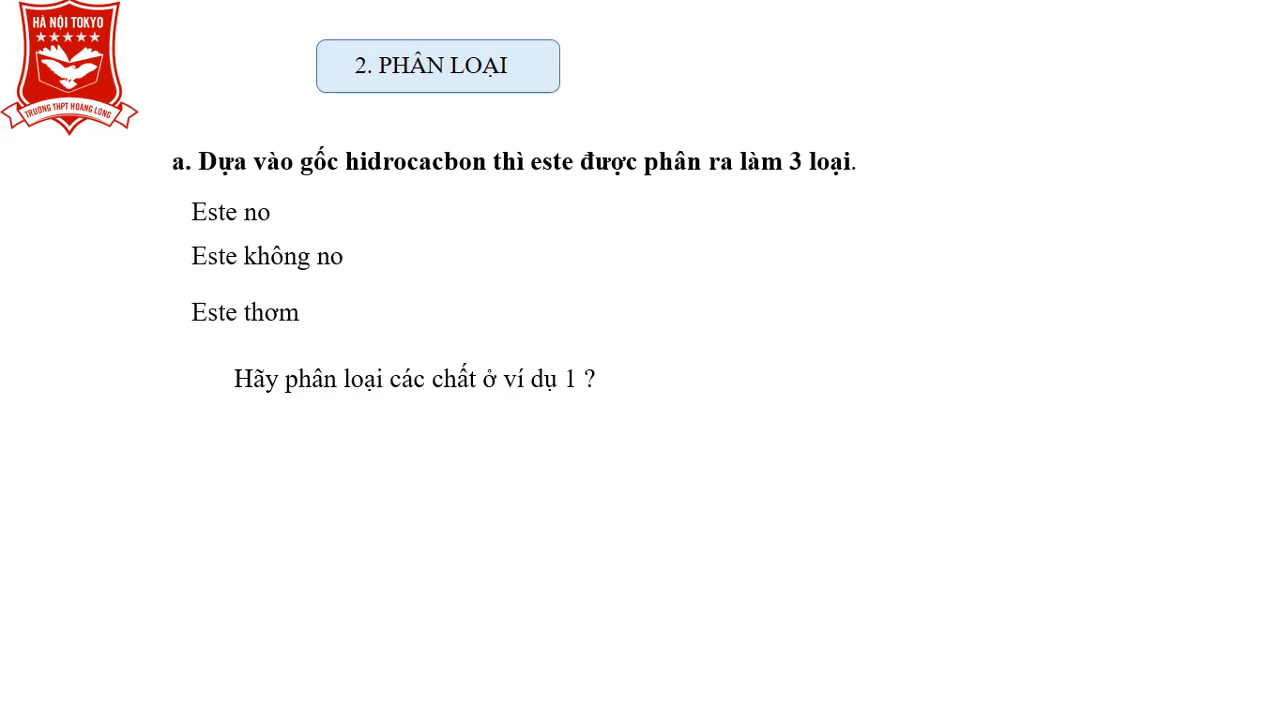 HÀ NỘI TOKYO
TRƯỜNG THPT HOÀNG LONG
2. PHÂN LOẠI
a. Dựa vào gốc hidrocacbon thì este được phân ra làm 3 loại.
Este no
Este không no
Este thơm
Hãy phân loại các chất ở ví dụ 1 ?